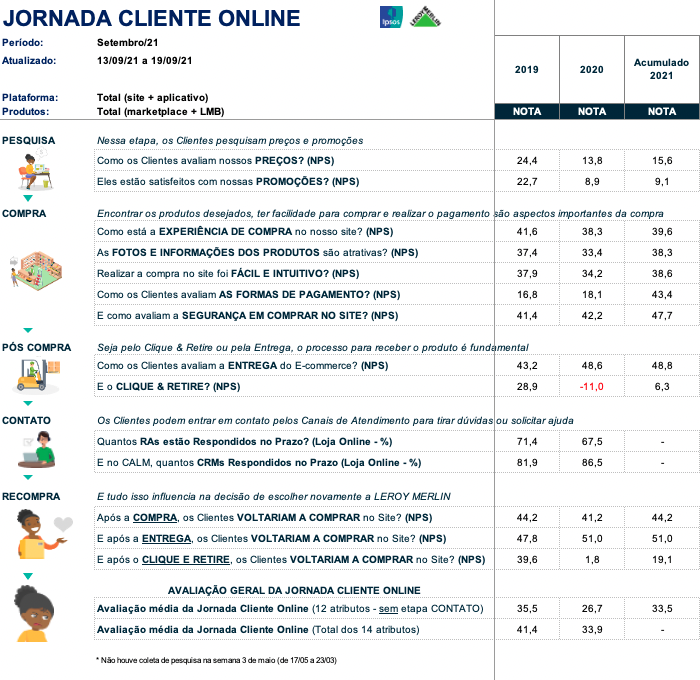 JORNADA CLIENTE ONLINE
Ipsos
LEROY MERLIN
Período: Setembro/21
Atualizado: 13/09/21 a 19/09/21
Plataforma: Total (site + aplicativo)
Produtos: Total (marketplace + LMB)
2019 2020 Acumulado 2021
NOTA NOTA NOTA
PESQUISA Nessa etapa, os Clientes pesquisam preços e promoções
Como os Clientes avaliam nossos PREÇOS? (NPS) 24,4 13,8 15,6
Eles estão satisfeitos com nossas PROMOÇÕES? (NPS) 22,7 8,9 9,1
COMPRA Encontrar os produtos desejados, ter facilidade para comprar e realizar o pagamento são aspectos importantes da compra
Como está a EXPERIÊNCIA DE COMPRA no nosso site? (NPS) 41,6 38,3 39,6
As FOTOS E INFORMAÇÕES DOS PRODUTOS são atrativas? (NPS) 37,4 33,4 38,3
Realizar a compra no site foi FÁCIL E INTUITIVO? (NPS) 37,9 34,2 38,6
Como os Clientes avaliam AS FORMAS DE PAGAMENTO? (NPS) 16,8 18,1 43,4
E como avaliam a SEGURANÇA EM COMPRAR NO SITE? (NPS) 41,4 42,2 47,7
PÓS COMPRA Seja pelo Clique & Retire ou pela Entrega, o processo para receber o produto é fundamental
Como os Clientes avaliam a ENTREGA do E-commerce? (NPS) 43,2 48,6 48,8
E o CLIQUE & RETIRE? (NPS) 28,9 -11,0 6,3
CONTATO Os Clientes podem entrar em contato pelos Canais de Atendimento para tirar dúvidas ou solicitar ajuda
Quantos RAs estão Respondidos no Prazo? (Loja Online - %) 71,4 67,5 -
E no CALM, quantos CRMs Respondidos no Prazo (Loja Online - %) 81,9 86,5 -
RECOMPRA E tudo isso influencia na decisão de escolher novamente a LEROY MERLIN
Após a COMPRA, os Clientes VOLTARIAM A COMPRAR no Site? (NPS) 44,2 41,2 44,2
E após a ENTREGA, os Clientes VOLTARIAM A COMPRAR no Site? (NPS) 47,8 51,0 51,0
E após o CLIQUE E RETIRE, os Clientes VOLTARIAM A COMPRAR no Site? (NPS) 39,6 1,8 19,1
AVALIAÇÃO GERAL DA JORNADA CLIENTE ONLINE
Avaliação média da Jornada Cliente Online (12 atributos - sem etapa CONTATO) 35,5 26,7 33,5
Avaliação média da Jornada Cliente Online (Total dos 14 atributos) 41,4 33,9 -
* Não houve coleta de pesquisa na semana 3 de maio (de 17/05 a 23/03)